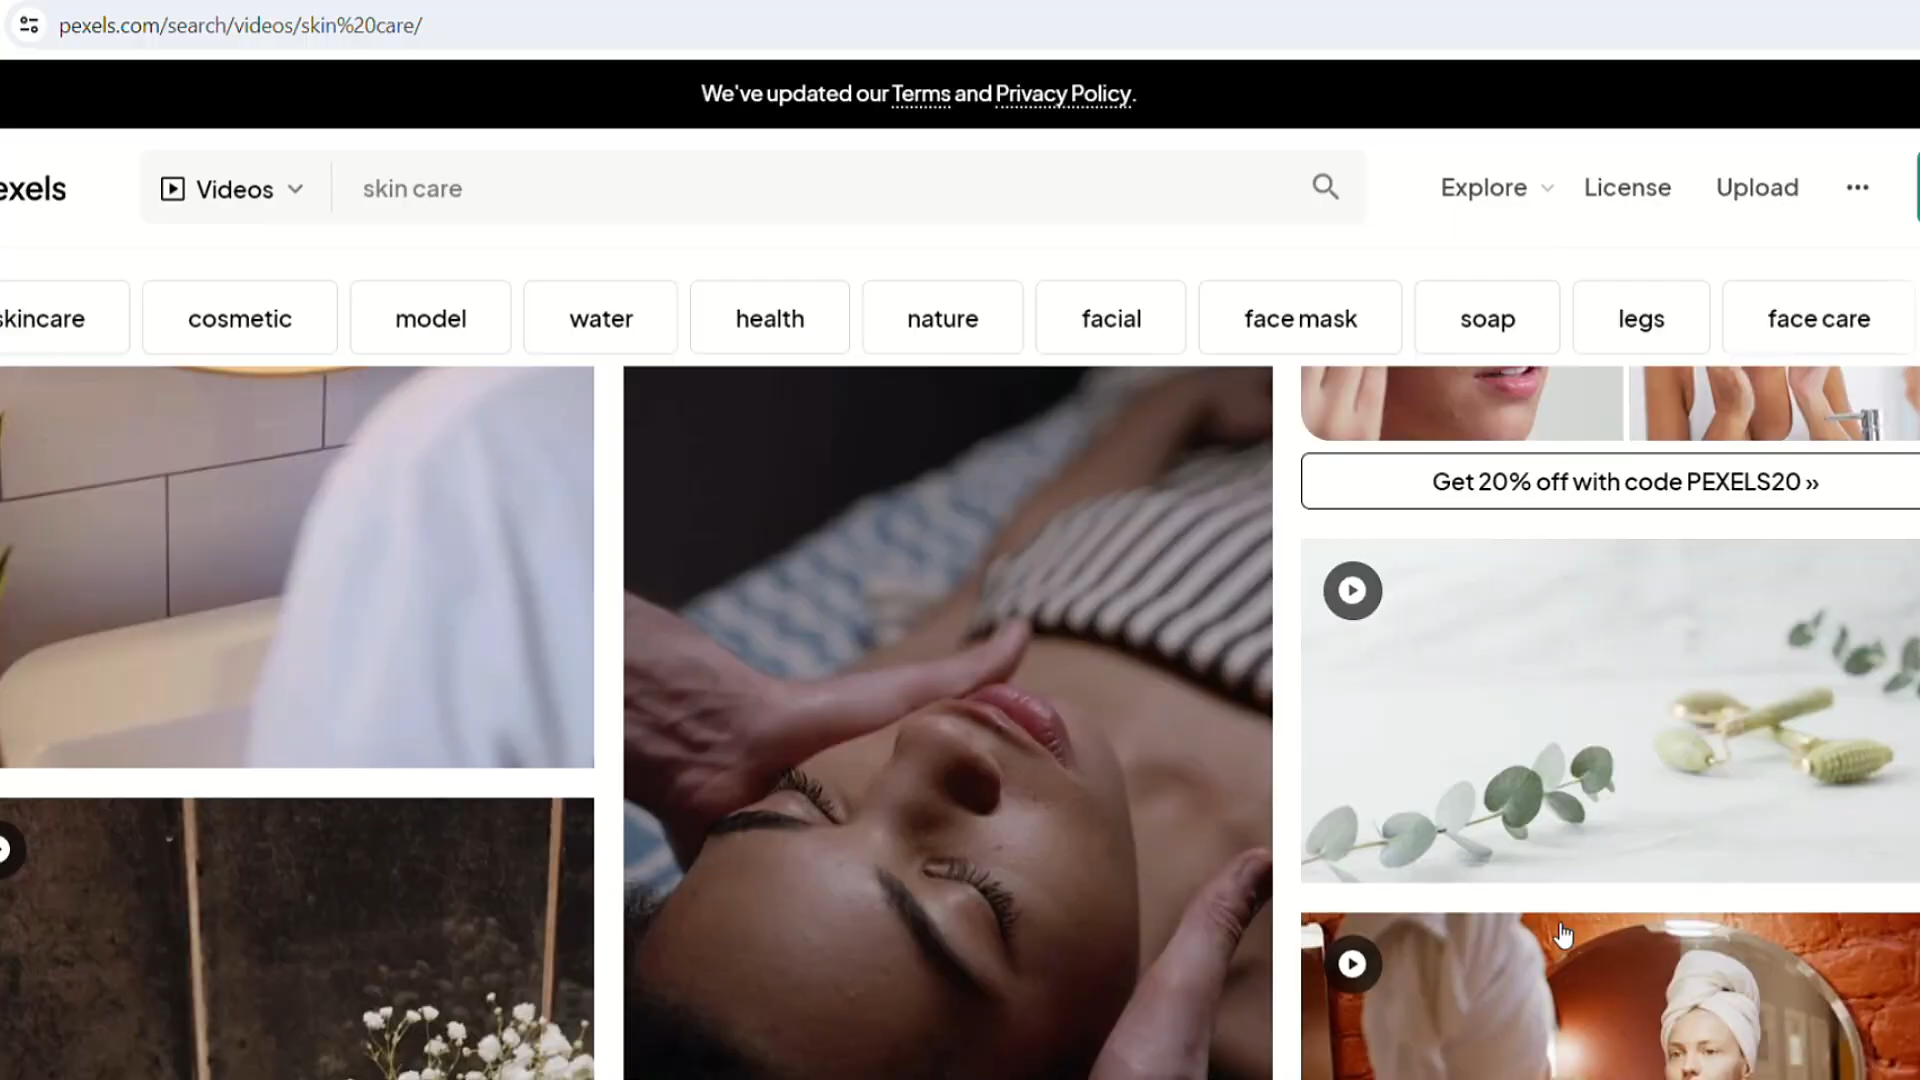 pexels.com/search/videos/skin%20care/
We've updated our Terms and Privacy Policy.
exels Videos skin care Explore License Upload
skincare cosmetic model water health nature facial face mask soap legs face care
Get 20% off with code PEXELS20 »